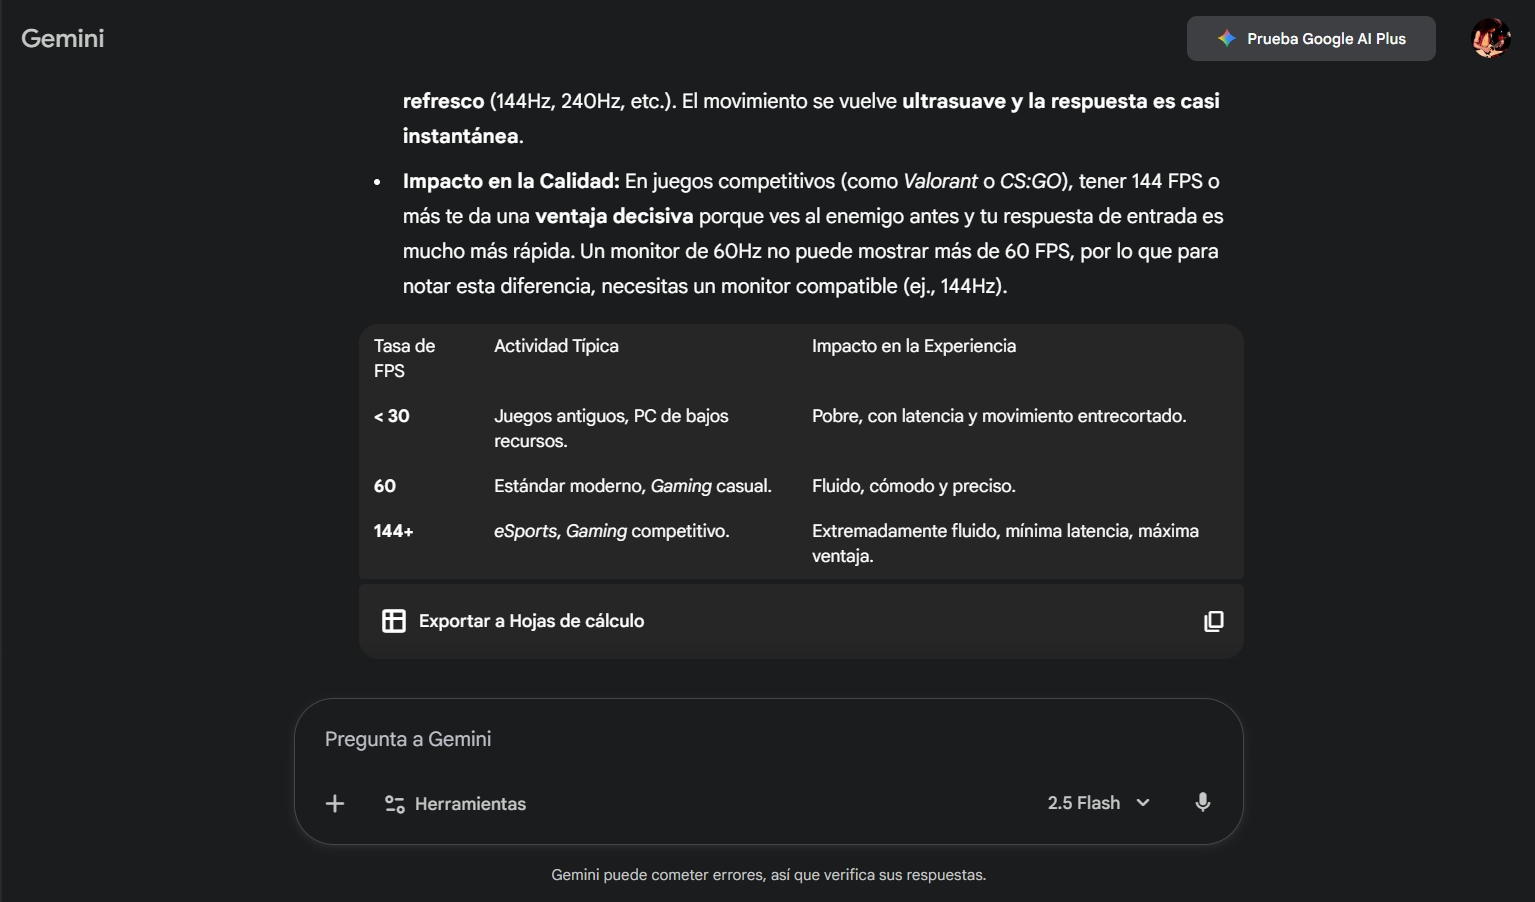 Gemini
Prueba Google AI Plus
refresco (144Hz, 240Hz, etc.). El movimiento se vuelve ultrasuave y la respuesta es casi
instantánea.
• Impacto en la Calidad: En juegos competitivos (como Valorant o CS:GO), tener 144 FPS o
más te da una ventaja decisiva porque ves al enemigo antes y tu respuesta de entrada es
mucho más rápida. Un monitor de 60Hz no puede mostrar más de 60 FPS, por lo que para
notar esta diferencia, necesitas un monitor compatible (ej., 144Hz).
Tasa de
FPS
Actividad Típica
Impacto en la Experiencia
< 30
Juegos antiguos, PC de bajos
recursos.
Pobre, con latencia y movimiento entrecortado.
60
Estándar moderno, Gaming casual.
Fluido, cómodo y preciso.
144+
eSports, Gaming competitivo.
Extremadamente fluido, mínima latencia, máxima
ventaja.
Exportar a Hojas de cálculo
Pregunta a Gemini
Herramientas
2.5 Flash
Gemini puede cometer errores, así que verifica sus respuestas.